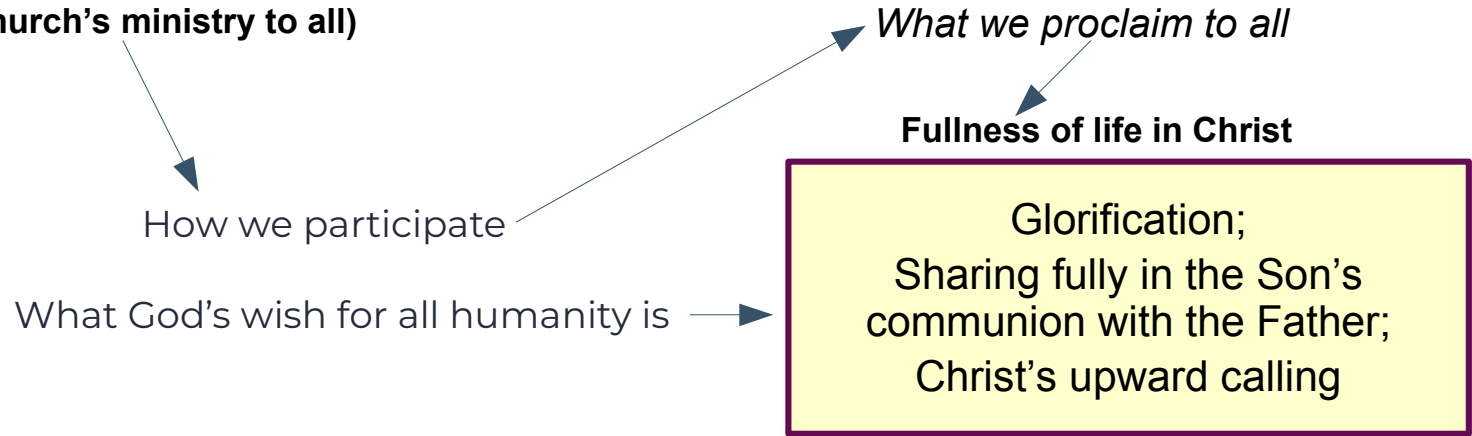 ministry to all)
What we proclaim to all
Fullness of life in Christ
How we participate
Glorification;
Sharing fully in the Son's
communion with the Father;
Christ's upward calling
What God's wish for all humanity is